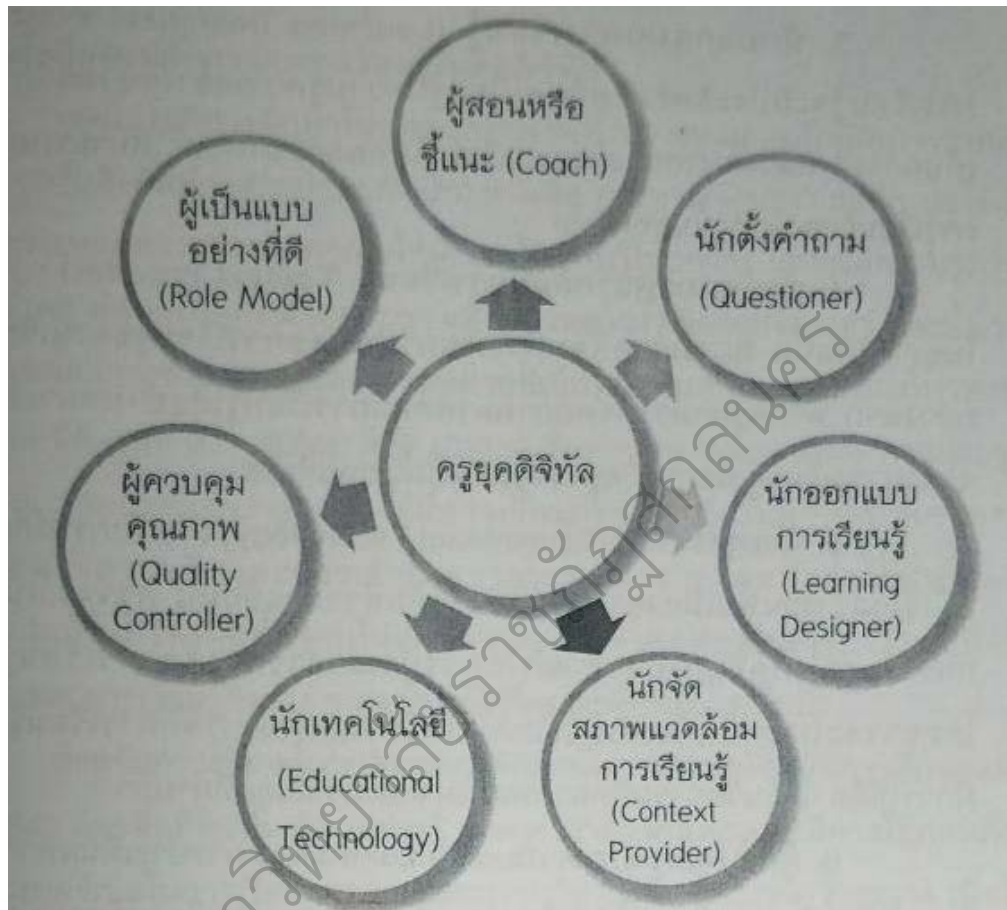 ผู้สอนหรือ
ชี้แนะ (Coach)
นักตั้งคำถาม
(Questioner)
นักออกแบบ
การเรียนรู้
(Learning
Designer)
นักจัด
สภาพแวดล้อม
การเรียนรู้
(Context
Provider)
นักเทคโนโลยี
(Educational
Technology)
ผู้ควบคุม
คุณภาพ
(Quality
Controller)
ผู้เป็นแบบ
อย่างที่ดี
(Role Model)
ครูยุคดิจิทัล